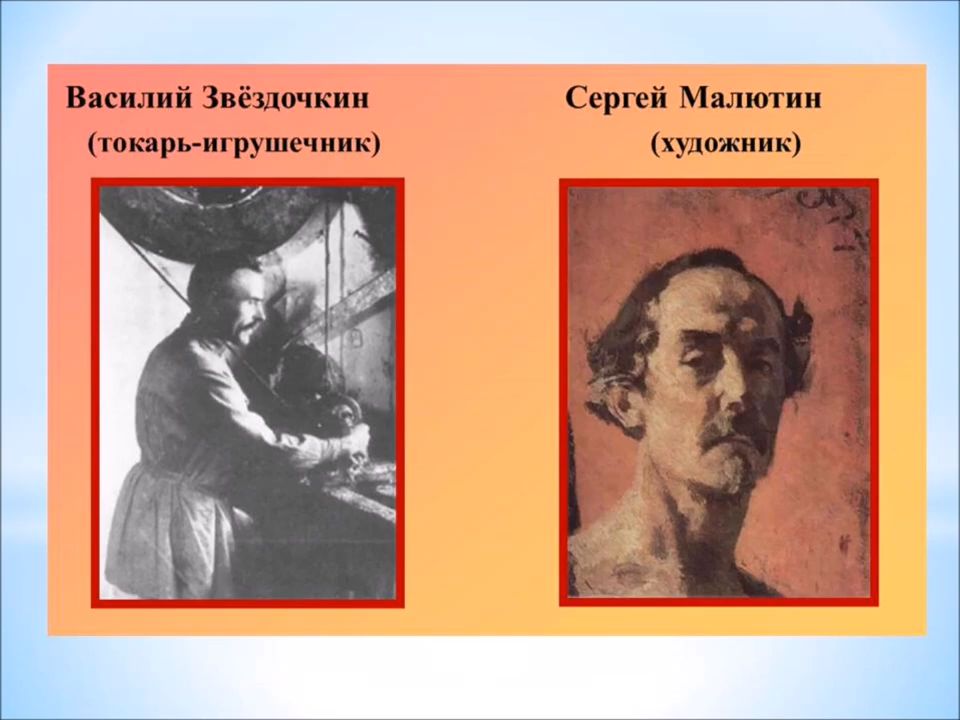 Василий Звёздочкин
(токарь-игрушечник)
Сергей Малютин
(художник)